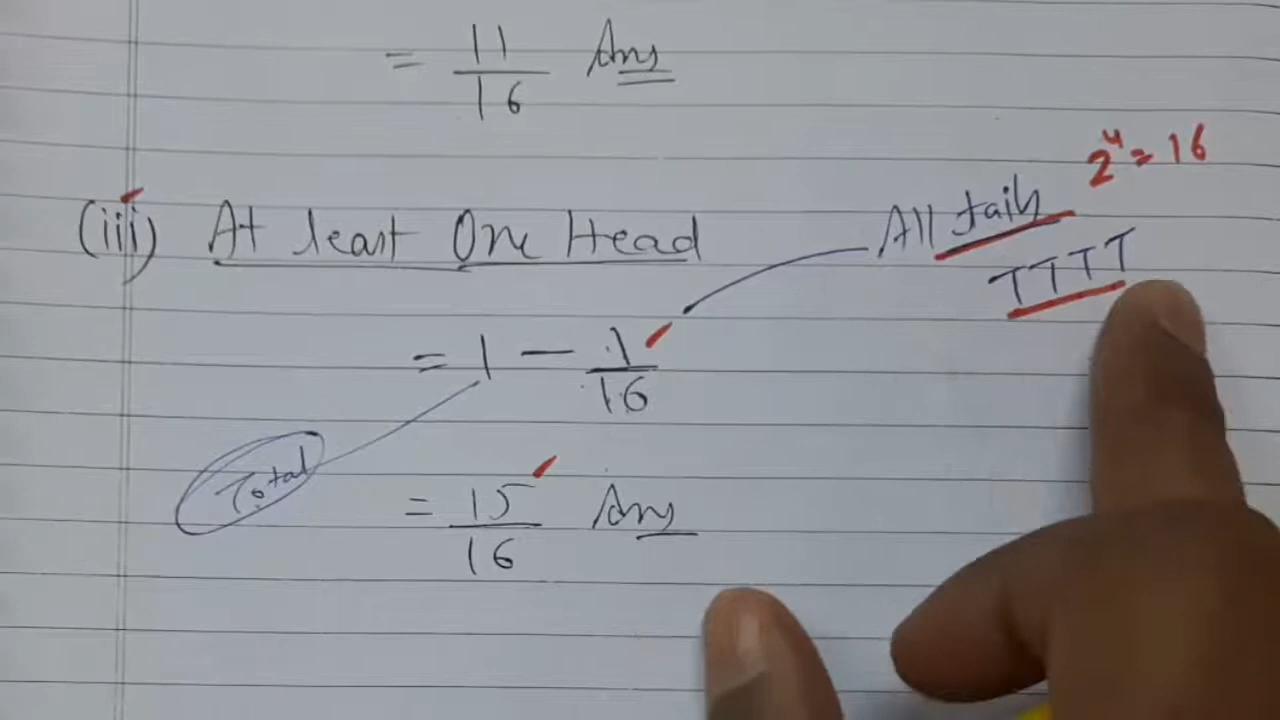 = 11/16 Ans
2⁴ = 16
(iii) At least One Head
All tails
TTTT
= 1 - 1/16
Total
= 15/16 Ans